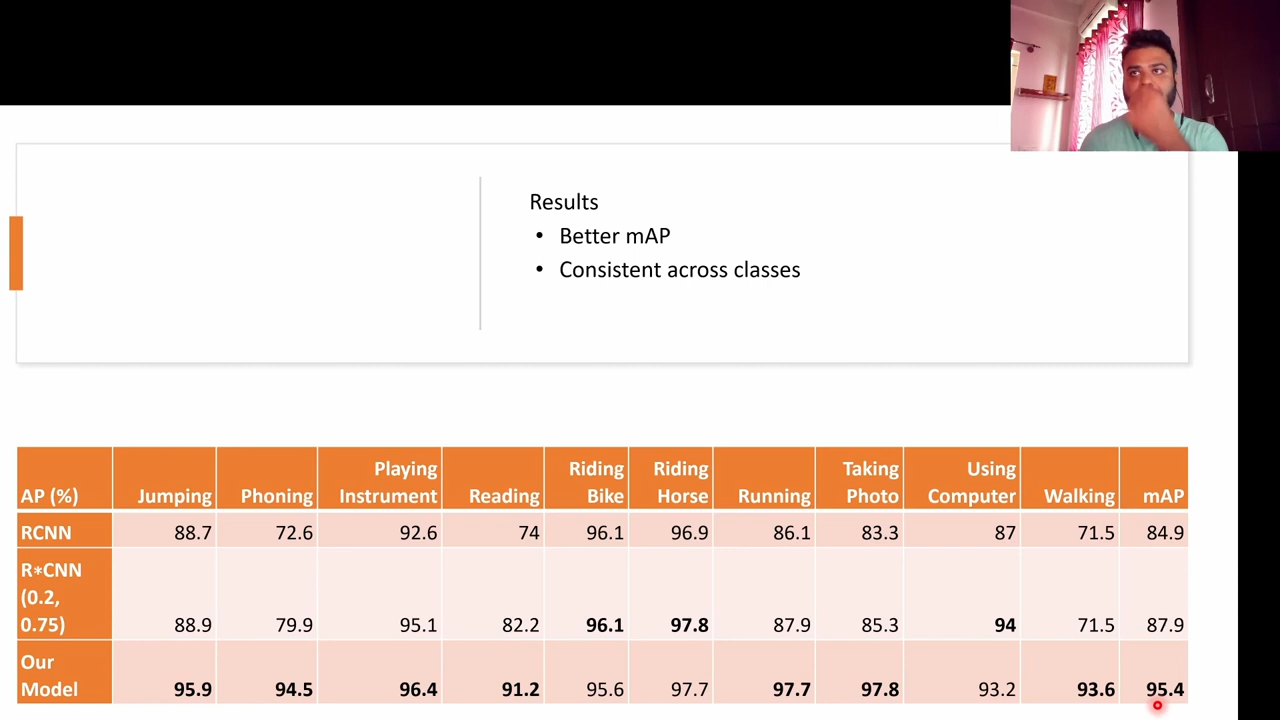 Results
• Better mAP
• Consistent across classes
AP (%) Jumping Phoning Playing Instrument Reading Riding Bike Riding Horse Running Taking Photo Using Computer Walking mAP
RCNN 88.7 72.6 92.6 74 96.1 96.9 86.1 83.3 87 71.5 84.9
R*CNN (0.2, 0.75) 88.9 79.9 95.1 82.2 96.1 97.8 87.9 85.3 94 71.5 87.9
Our Model 95.9 94.5 96.4 91.2 95.6 97.7 97.7 97.8 93.2 93.6 95.4